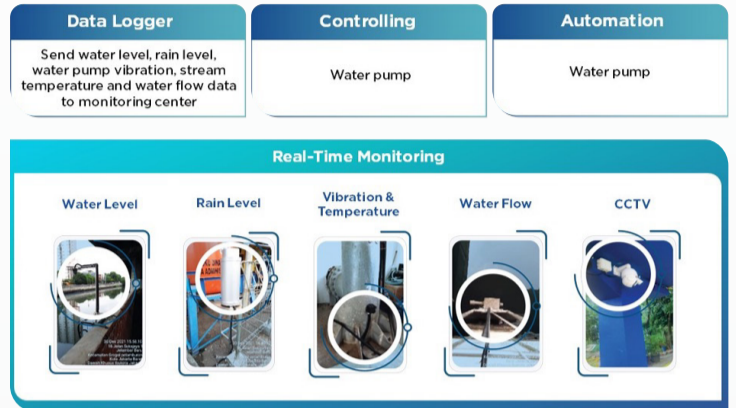 Data Logger
Send water level, rain level,
water pump vibration, stream
temperature and water flow data
to monitoring center
Controlling
Water pump
Automation
Water pump
Real-Time Monitoring
Water Level
Rain Level
Vibration &
Temperature
Water Flow
CCTV